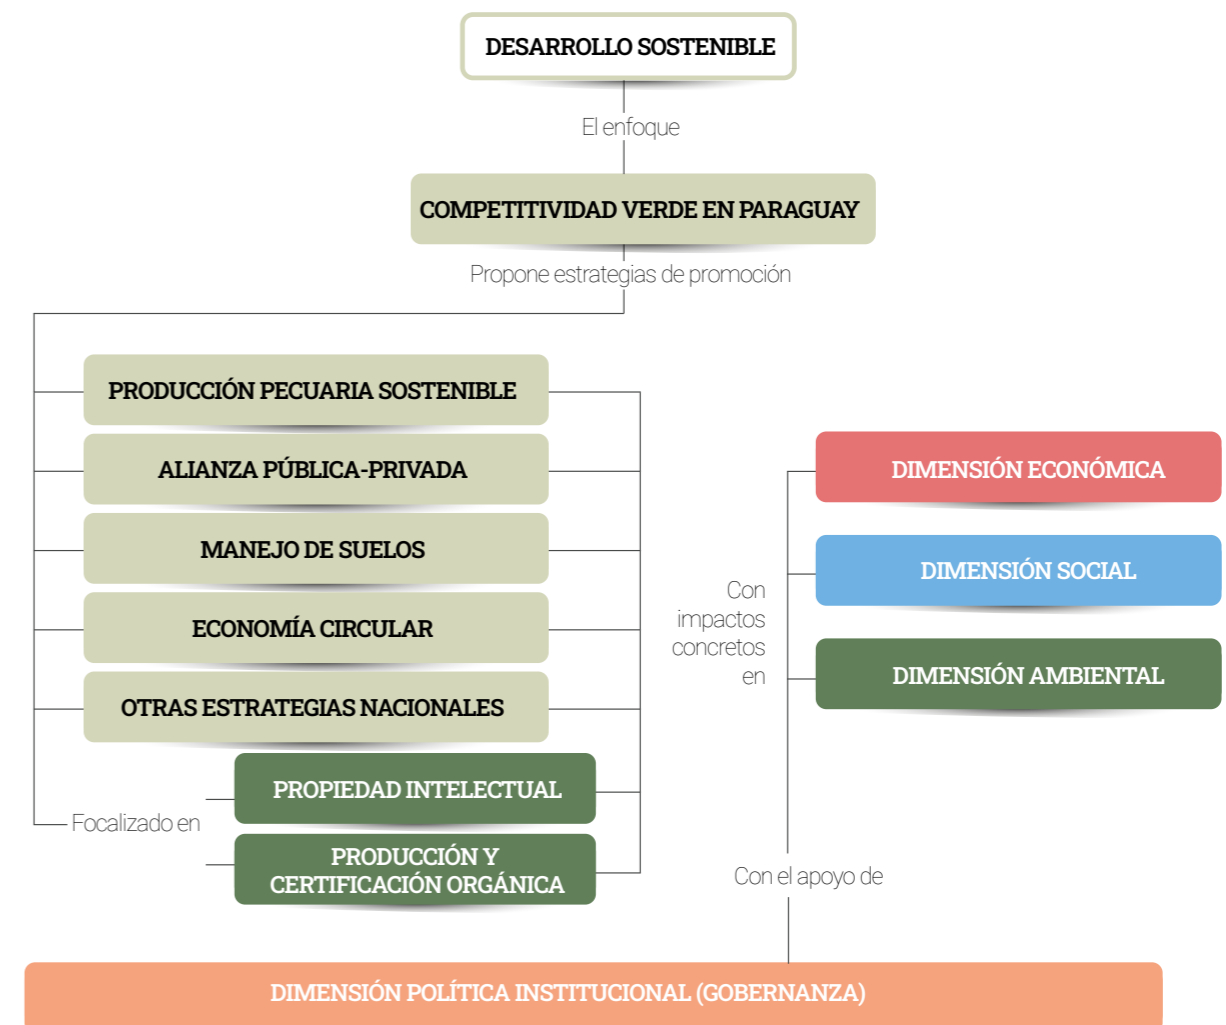 DESARROLLO SOSTENIBLE
El enfoque
COMPETITIVIDAD VERDE EN PARAGUAY
Propone estrategias de promoción
PRODUCCIÓN PECUARIA SOSTENIBLE
ALIANZA PÚBLICA-PRIVADA
MANEJO DE SUELOS
ECONOMÍA CIRCULAR
OTRAS ESTRATEGIAS NACIONALES
Focalizado en
PROPIEDAD INTELECTUAL
PRODUCCIÓN Y
CERTIFICACIÓN ORGÁNICA
Con
impactos
concretos
en
DIMENSIÓN ECONÓMICA
DIMENSIÓN SOCIAL
DIMENSIÓN AMBIENTAL
Con el apoyo de
DIMENSIÓN POLÍTICA INSTITUCIONAL (GOBERNANZA)